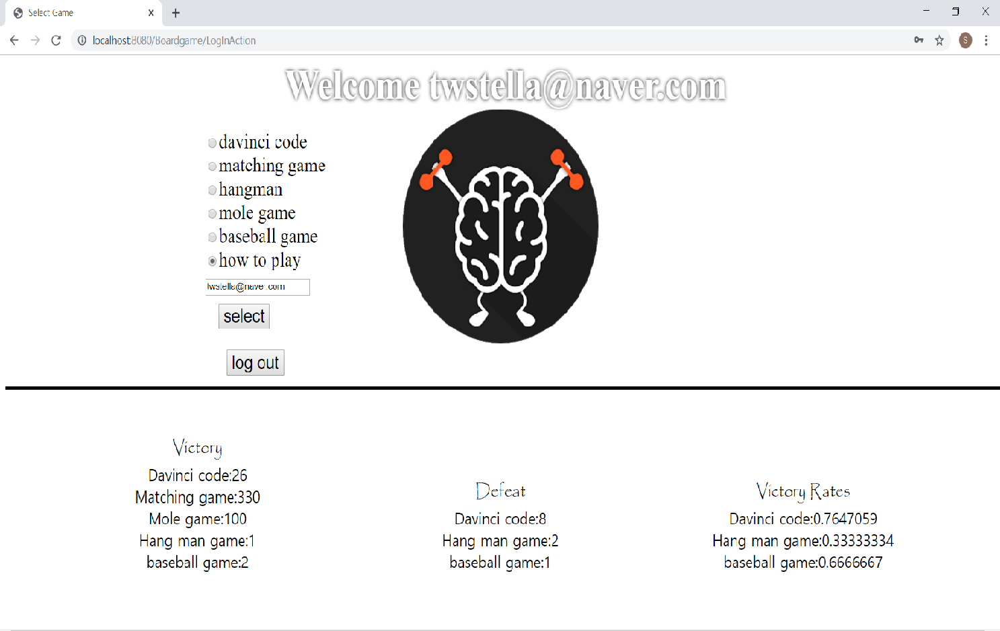 Select Game
localhost:8080/Boardgame/LogInAction
S
Welcome twstella@naver.com
davinci code
matching game
hangman
mole game
baseball game
how to play
twstella@naver.com
select
log out
Victory
Davinci code:26
Matching game:330
Mole game:100
Hang man game:1
baseball game:2
Defeat
Davinci code:8
Hang man game:2
baseball game:1
Victory Rates
Davinci code:0.7647059
Hang man game:0.33333334
baseball game:0.6666667